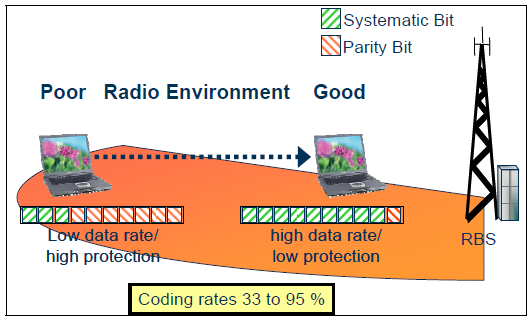 Systematic Bit
Parity Bit
Poor Radio Environment Good
Low data rate/
high protection
high data rate/
low protection
RBS
Coding rates 33 to 95 %